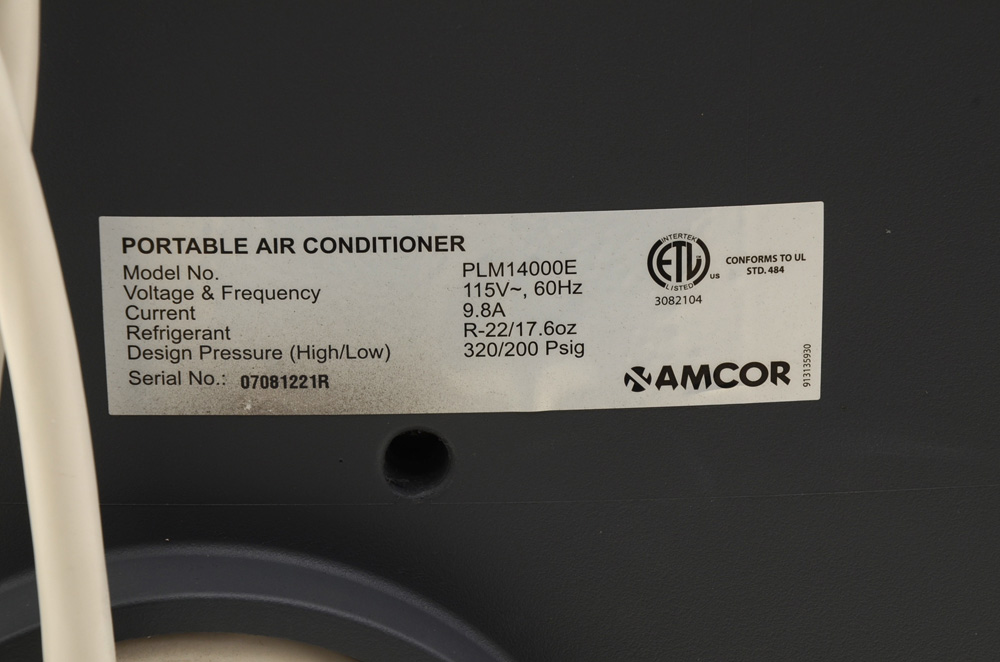 PORTABLE AIR CONDITIONER
Model No. PLM14000E
Voltage & Frequency 115V~, 60Hz
Current 9.8A
Refrigerant R-22/17.6oz
Design Pressure (High/Low) 320/200 Psig
Serial No.: 07081221R
INTERTEK
ETL
LISTED
US
3082104
CONFORMS TO UL
STD. 484
AMCOR
913135930